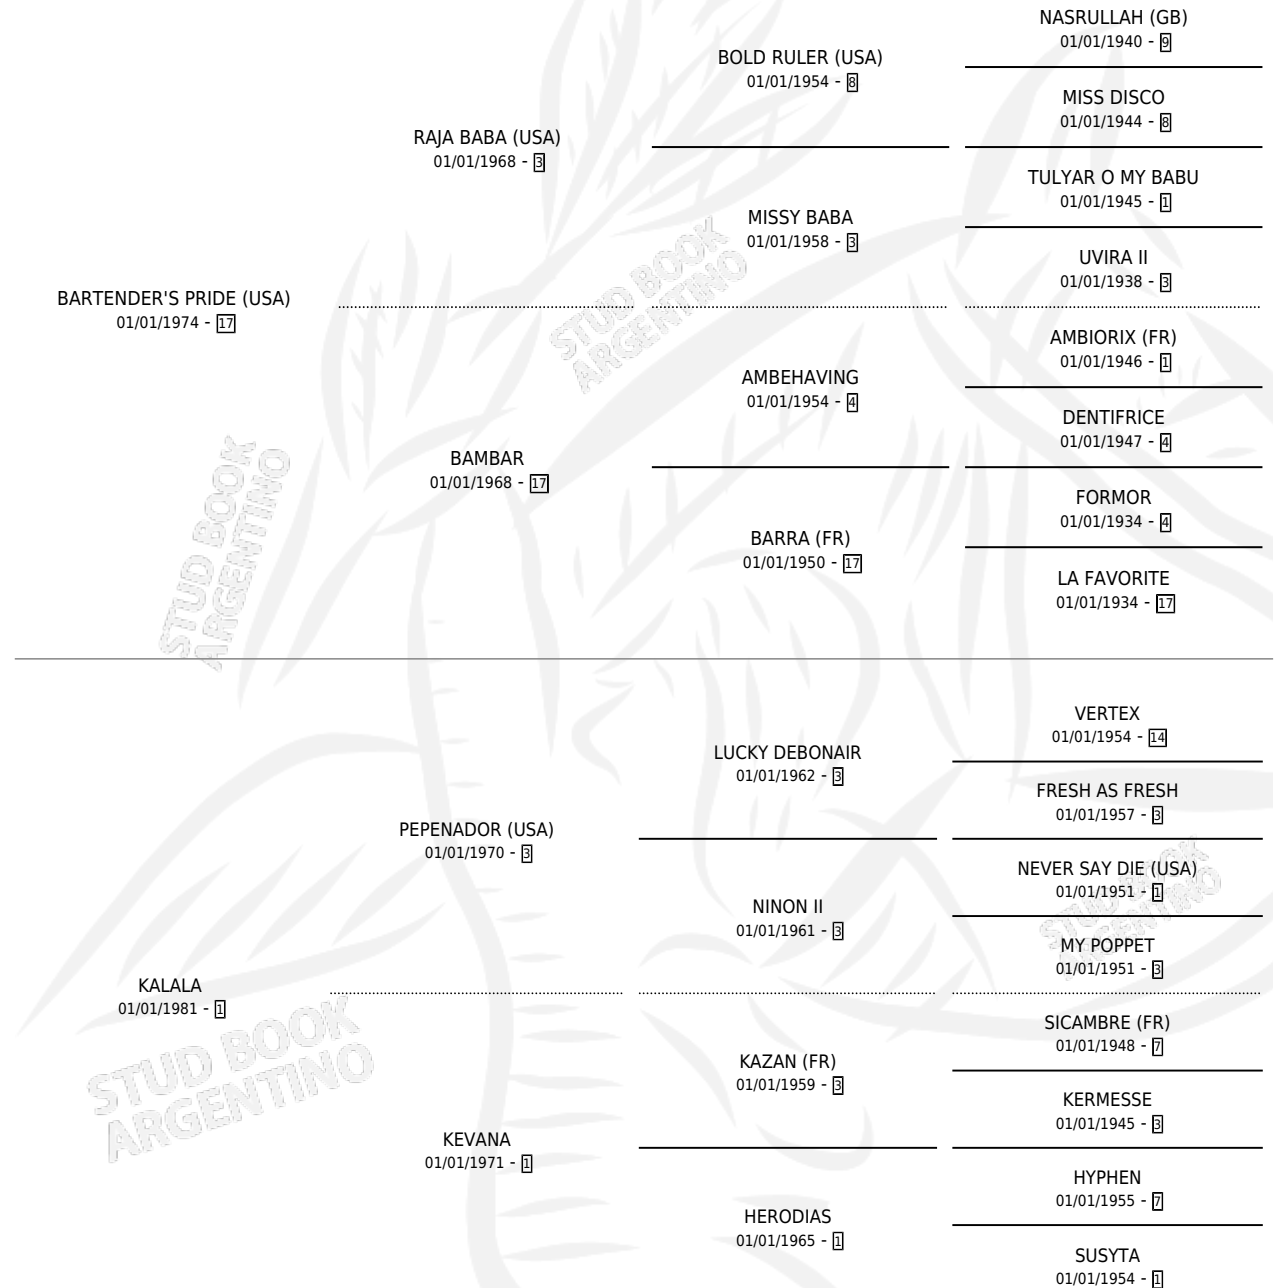 NASRULLAH (GB)
01/01/1940 - 9
BOLD RULER (USA)
01/01/1954 - 8
MISS DISCO
01/01/1944 - 8
RAJA BABA (USA)
01/01/1968 - 3
TULYAR O MY BABU
01/01/1945 - 1
MISSY BABA
01/01/1958 - 3
UVIRA II
01/01/1938 - 3
BARTENDER'S PRIDE (USA)
01/01/1974 - 17
AMBIORIX (FR)
01/01/1946 - 1
AMBEHAVING
01/01/1954 - 4
DENTIFRICE
01/01/1947 - 4
BAMBAR
01/01/1968 - 17
FORMOR
01/01/1934 - 4
BARRA (FR)
01/01/1950 - 17
LA FAVORITE
01/01/1934 - 17
VERTEX
01/01/1954 - 14
LUCKY DEBONAIR
01/01/1962 - 3
FRESH AS FRESH
01/01/1957 - 3
PEPENADOR (USA)
01/01/1970 - 3
NEVER SAY DIE (USA)
01/01/1951 - 1
NINON II
01/01/1961 - 3
MY POPPET
01/01/1951 - 3
KALALA
01/01/1981 - 1
SICAMBRE (FR)
01/01/1948 - 7
KAZAN (FR)
01/01/1959 - 3
KERMESSE
01/01/1945 - 3
KEVANA
01/01/1971 - 1
HYPHEN
01/01/1955 - 7
HERODIAS
01/01/1965 - 1
SUSYTA
01/01/1954 - 1
STUD BOOK
ARGENTINO
STUD BOOK
ARGENTINO
STUD BOOK
ARGENTINO
STUD BOOK
ARGENTINO